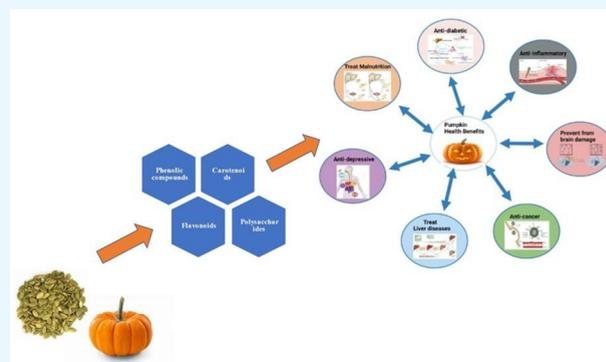 Anti-diabetic
Treat Malnutrition
Anti-inflammatory
Pumpkin
Health Benefits
Prevent from
brain damage
Anti-depressive
Phenolic
compounds
Carotenoi
ds
Flavonoids
Polysacchar
ides
Treat
Liver diseases
Anti-cancer